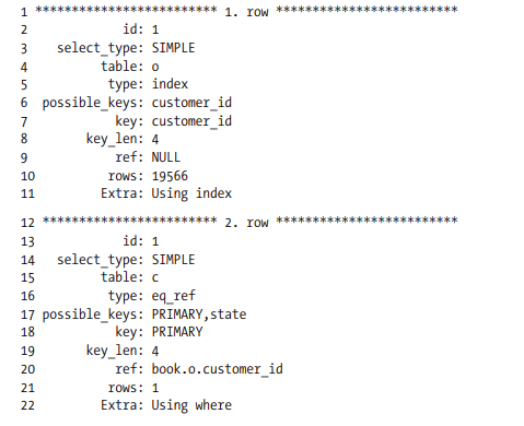 1 ************************* 1. row *************************
2 id: 1
3 select_type: SIMPLE
4 table: o
5 type: index
6 possible_keys: customer_id
7 key: customer_id
8 key_len: 4
9 ref: NULL
10 rows: 19566
11 Extra: Using index
12 ************************ 2. row *************************
13 id: 1
14 select_type: SIMPLE
15 table: c
16 type: eq_ref
17 possible_keys: PRIMARY,state
18 key: PRIMARY
19 key_len: 4
20 ref: book.o.customer_id
21 rows: 1
22 Extra: Using where